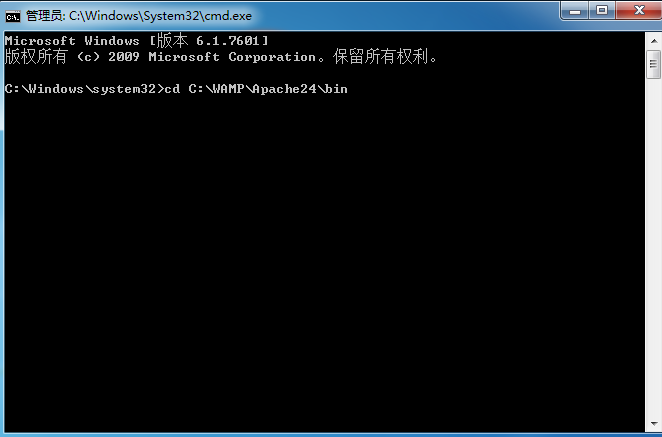 管理员: C:\Windows\System32\cmd.exe
Microsoft Windows [版本 6.1.7601]
版权所有 (c) 2009 Microsoft Corporation。保留所有权利。
C:\Windows\system32>cd C:\WAMP\Apache24\bin